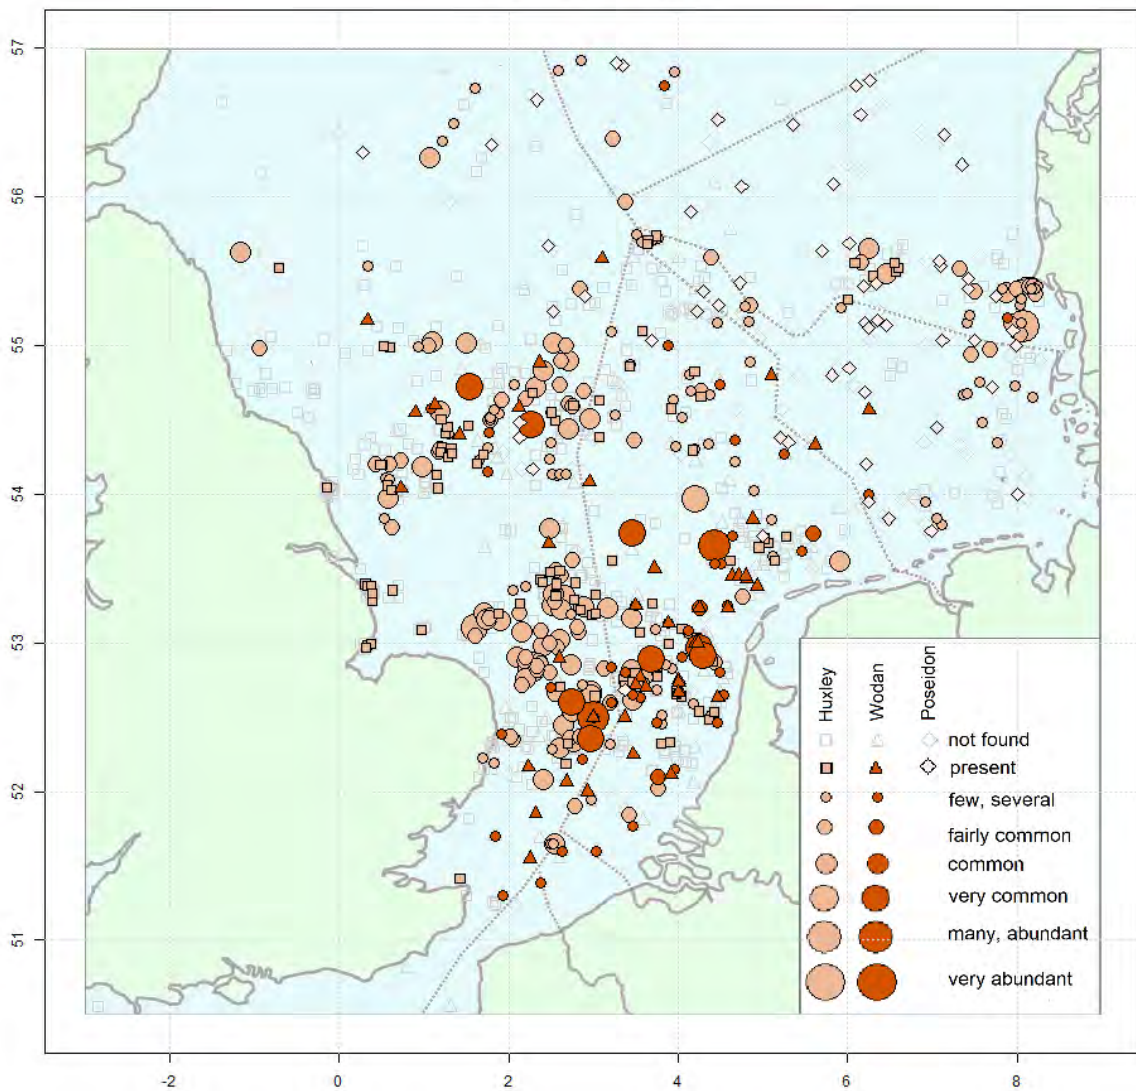 57
56
55
54
53
52
51
Huxley
Wodan
Poseidon
not found
present
few, several
fairly common
common
very common
many, abundant
very abundant
-2
0
2
4
6
8